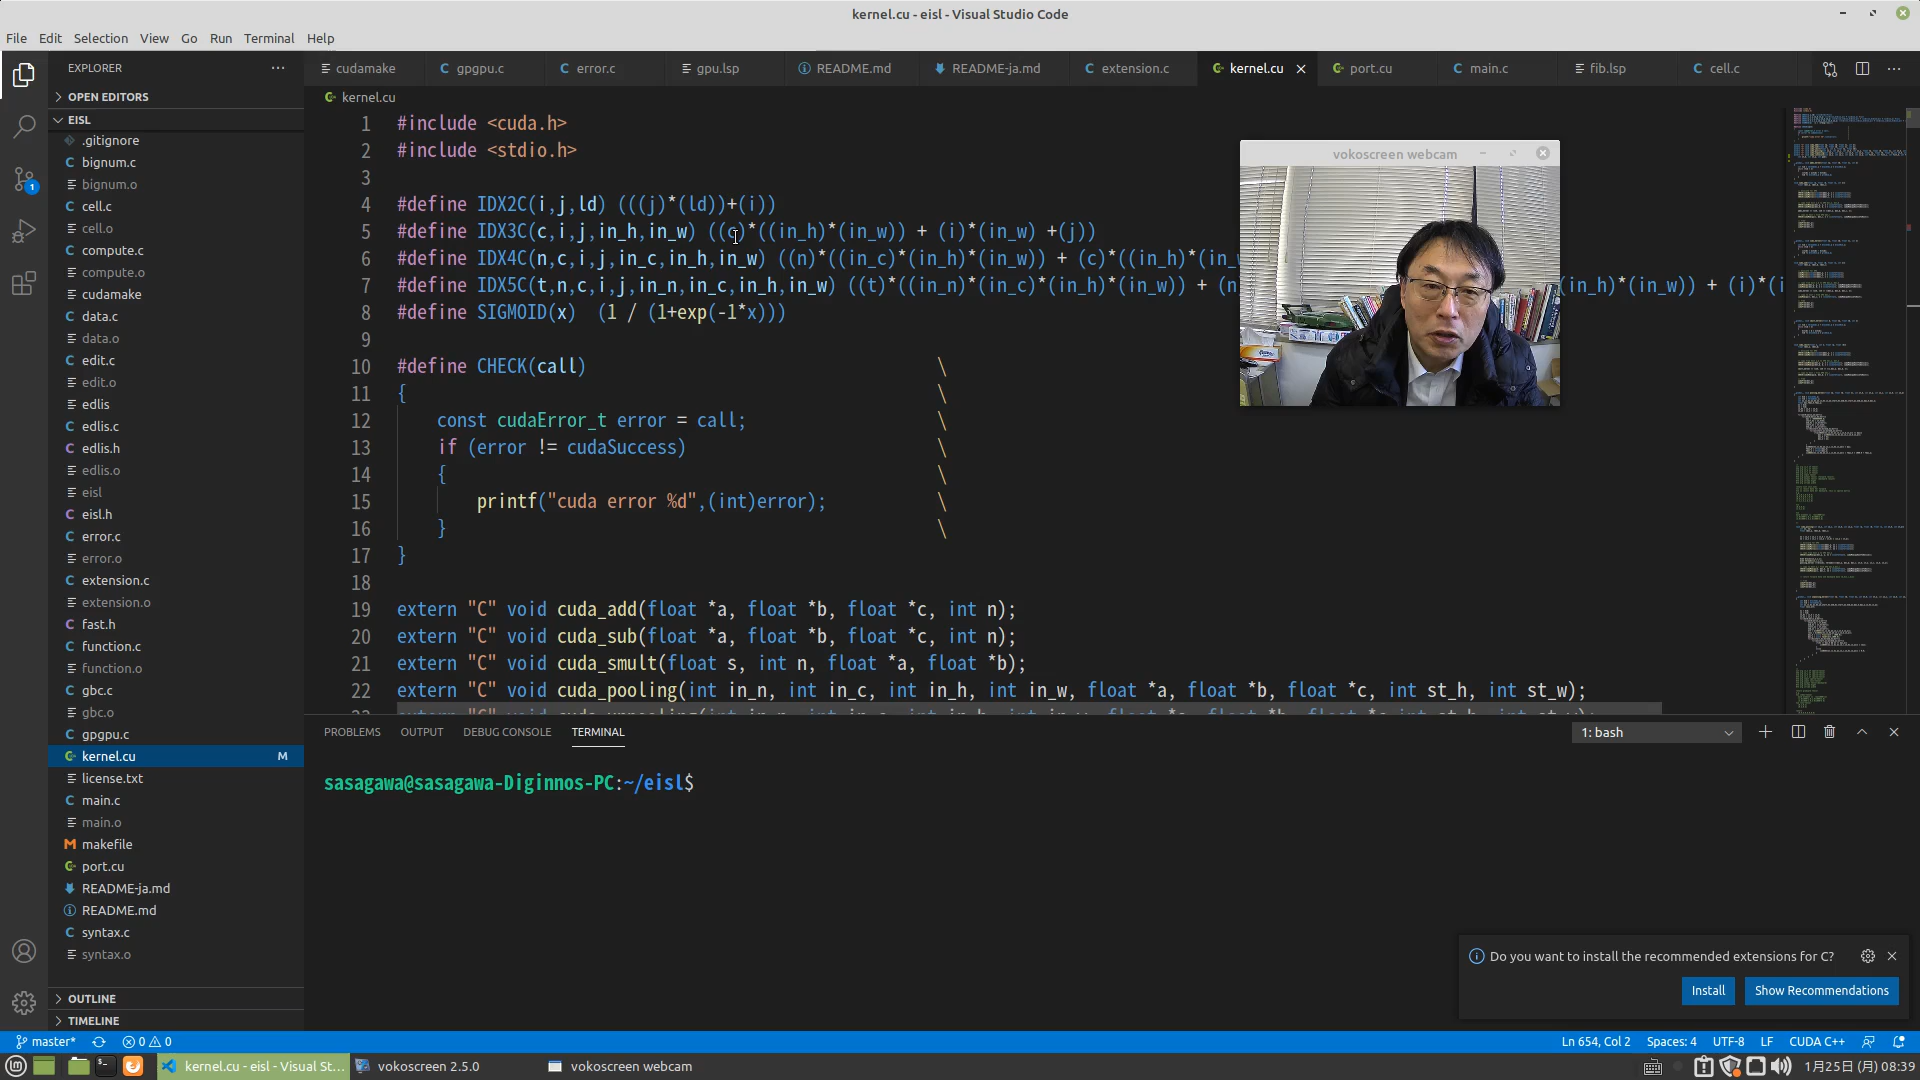 kernel.cu - eisl - Visual Studio Code
File Edit Selection View Go Run Terminal Help
EXPLORER
cudamake
gpgpu.c
error.c
gpu.lsp
README.md
README-ja.md
extension.c
kernel.cu
port.cu
main.c
fib.lsp
cell.c
OPEN EDITORS
EISL
.gitignore
bignum.c
bignum.o
cell.c
cell.o
compute.c
compute.o
cudamake
data.c
data.o
edit.c
edit.o
edlis
edlis.c
edlis.h
edlis.o
eisl
eisl.h
error.c
error.o
extension.c
extension.o
fast.h
function.c
function.o
gbc.c
gbc.o
gpgpu.c
kernel.cu M
license.txt
main.c
main.o
makefile
port.cu
README-ja.md
README.md
syntax.c
syntax.o
OUTLINE
TIMELINE
kernel.cu
1 #include <cuda.h>
2 #include <stdio.h>
3
4 #define IDX2C(i,j,ld) (((j)*(ld))+(i))
5 #define IDX3C(c,i,j,in_h,in_w) ((c)*((in_h)*(in_w)) + (i)*(in_w) +(j))
6 #define IDX4C(n,c,i,j,in_c,in_h,in_w) ((n)*((in_c)*(in_h)*(in_w)) + (c)*((in_h)*(in_w
7 #define IDX5C(t,n,c,i,j,in_n,in_c,in_h,in_w) ((t)*((in_n)*(in_c)*(in_h)*(in_w)) + (n in_h)*(in_w)) + (i)*(i
8 #define SIGMOID(x)  (1 / (1+exp(-1*x)))
9
10 #define CHECK(call) \
11 { \
12 const cudaError_t error = call; \
13 if (error != cudaSuccess) \
14 { \
15 printf("cuda error %d",(int)error); \
16 } \
17 }
18
19 extern "C" void cuda_add(float *a, float *b, float *c, int n);
20 extern "C" void cuda_sub(float *a, float *b, float *c, int n);
21 extern "C" void cuda_smult(float s, int n, float *a, float *b);
22 extern "C" void cuda_pooling(int in_n, int in_c, int in_h, int in_w, float *a, float *b, float *c, int st_h, int st_w);
vokoscreen webcam
PROBLEMS OUTPUT DEBUG CONSOLE TERMINAL
1: bash
sasagawa@sasagawa-Diginnos-PC:~/eisl$
Do you want to install the recommended extensions for C?
Install
Show Recommendations
master* 0 0
Ln 654, Col 2 Spaces: 4 UTF-8 LF CUDA C++
kernel.cu - eisl - Visual St...
vokoscreen 2.5.0
vokoscreen webcam
1月25日 (月) 08:39